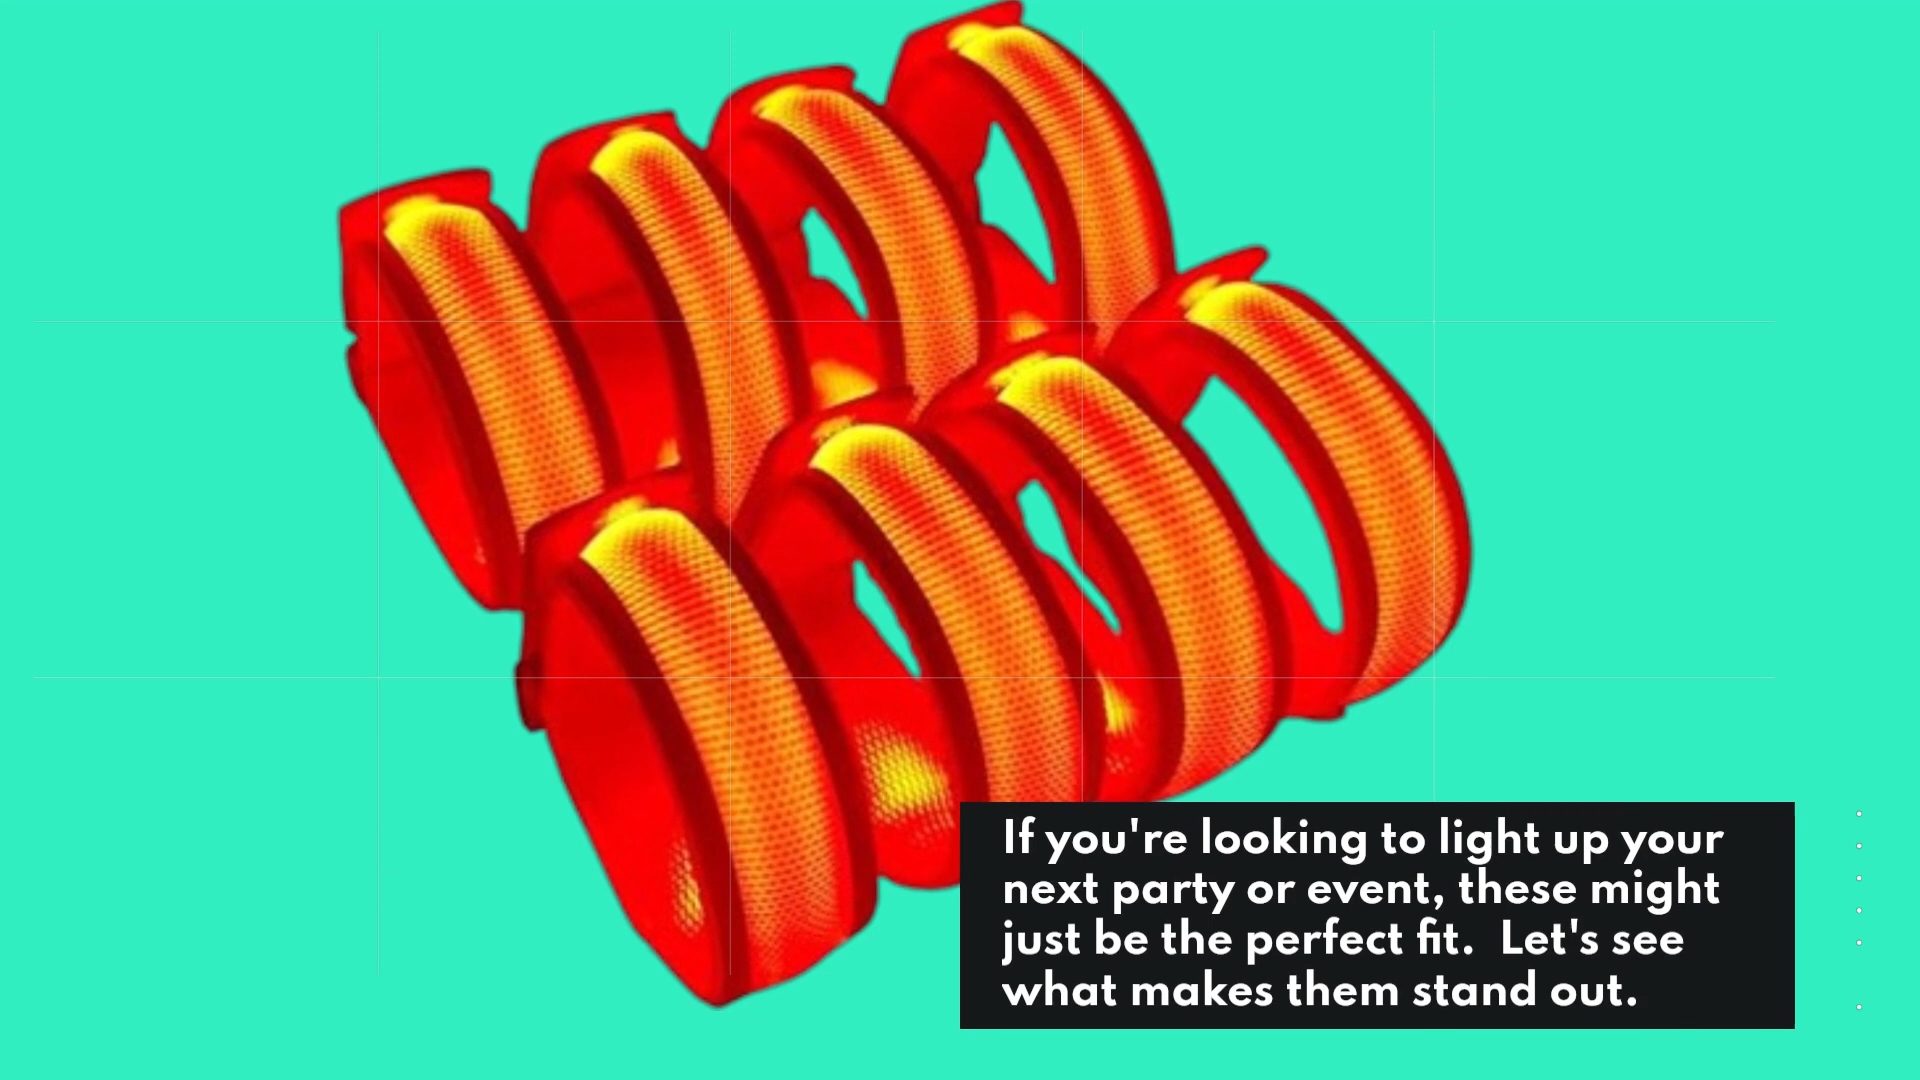 If you're looking to light up your
next party or event, these might
just be the perfect fit.  Let's see
what makes them stand out.